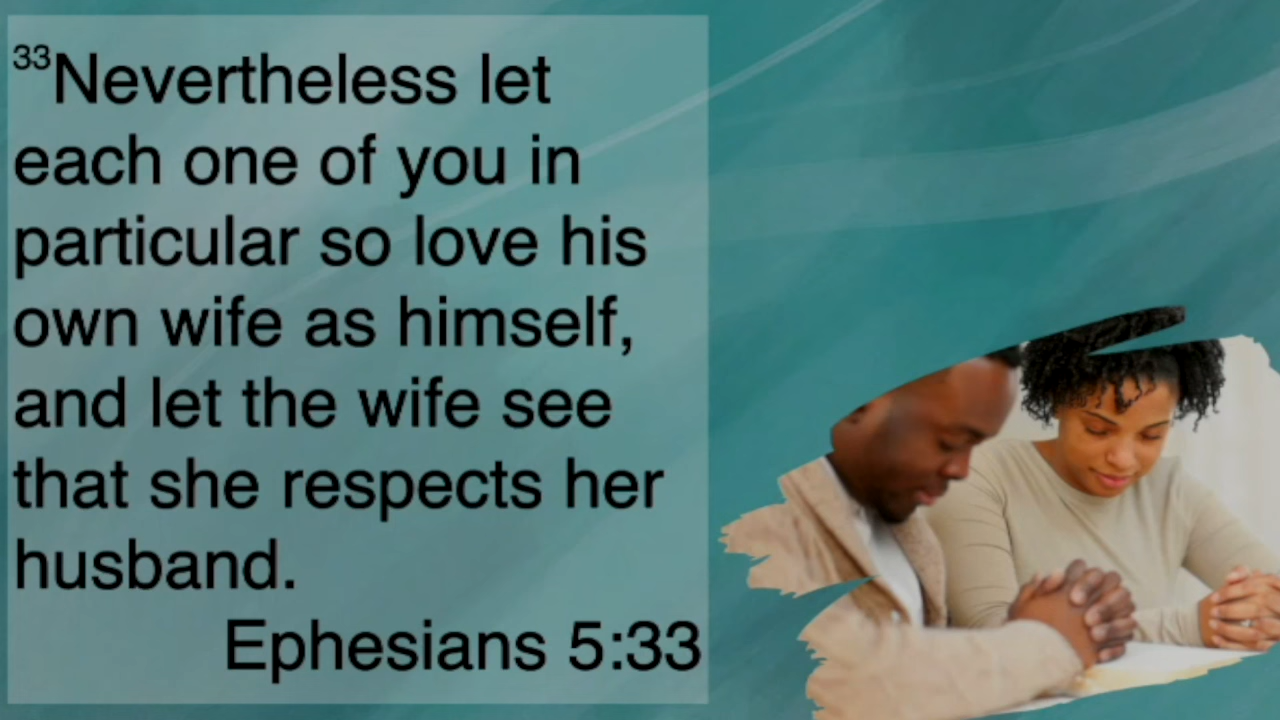 33Nevertheless let
each one of you in
particular so love his
own wife as himself,
and let the wife see
that she respects her
husband.
Ephesians 5:33